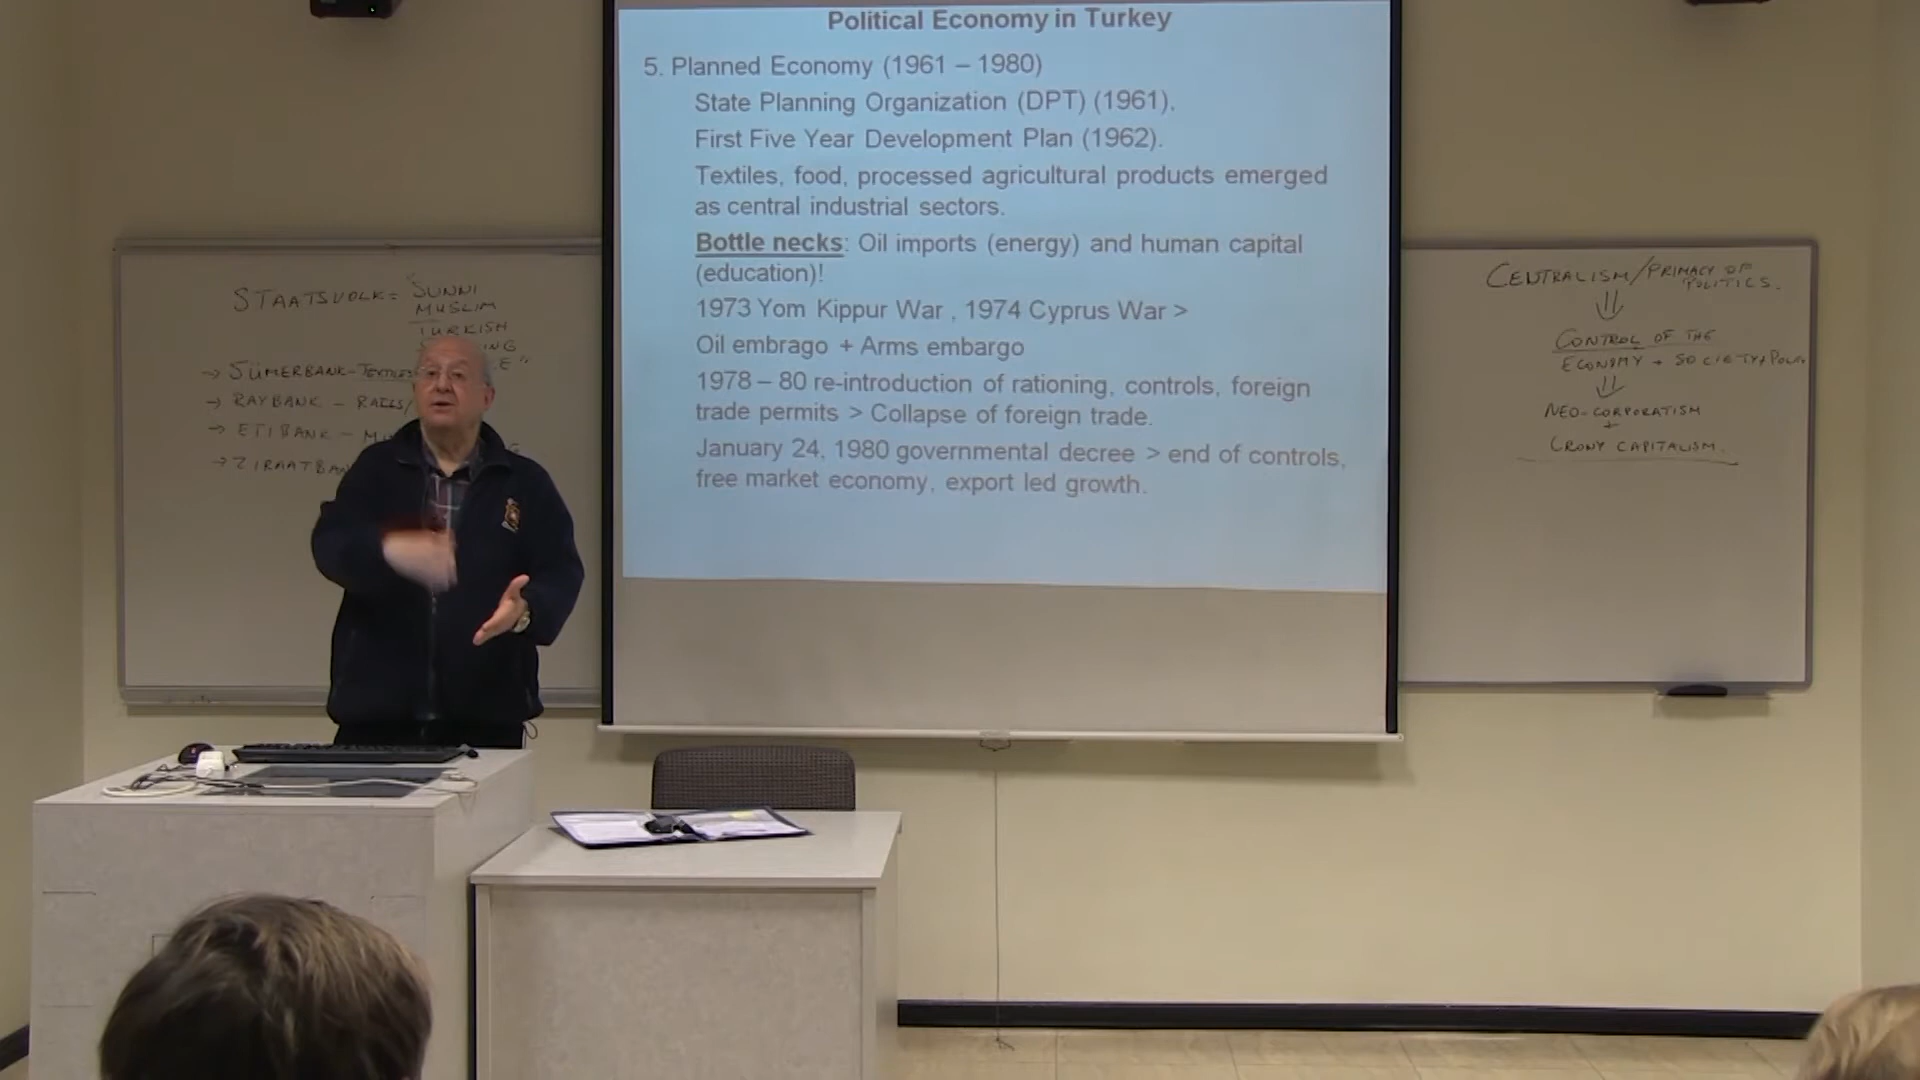 Political Economy in Turkey
5. Planned Economy (1961 – 1980)
State Planning Organization (DPT) (1961).
First Five Year Development Plan (1962).
Textiles, food, processed agricultural products emerged
as central industrial sectors.
Bottle necks: Oil imports (energy) and human capital
(education)!
1973 Yom Kippur War , 1974 Cyprus War >
Oil embrago + Arms embargo
1978 – 80 re-introduction of rationing, controls, foreign
trade permits > Collapse of foreign trade.
January 24, 1980 governmental decree > end of controls,
free market economy, export led growth.
STAATSVOLK = "SUNNI
MUSLIM
TURKISH
→ SÜMERBANK - TEXTILES
→ RAYBANK - RAILS/
→ ETIBANK -
→ ZIRAATBAN
CENTRALISM/PRIMACY OF
POLITICS.
CONTROL OF THE
ECONOMY + SOCIETY +
NEO-CORPORATISM
+
CRONY CAPITALISM.